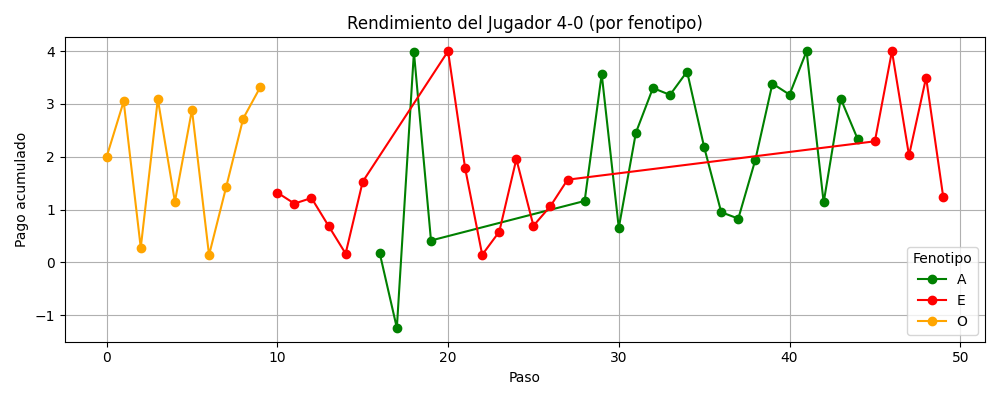 Rendimiento del Jugador 4-0 (por fenotipo)
Pago acumulado
4
3
2
1
0
−1
0 10 20 30 40 50
Paso
Fenotipo
A
E
O